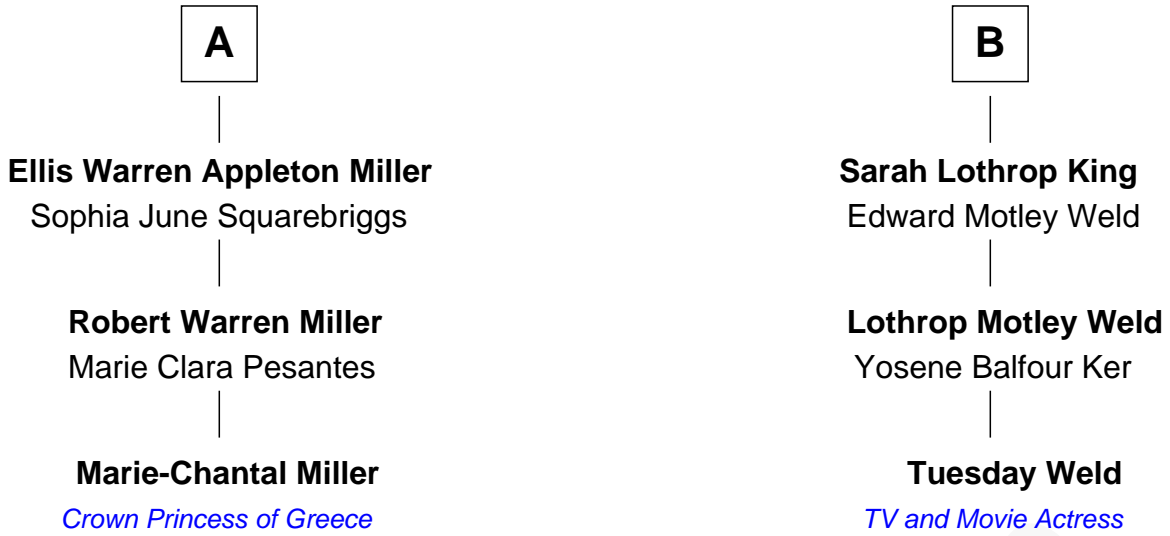 A
Ellis Warren Appleton Miller
Sophia June Squarebriggs
Robert Warren Miller
Marie Clara Pesantes
Marie-Chantal Miller
Crown Princess of Greece
B
Sarah Lothrop King
Edward Motley Weld
Lothrop Motley Weld
Yosene Balfour Ker
Tuesday Weld
TV and Movie Actress